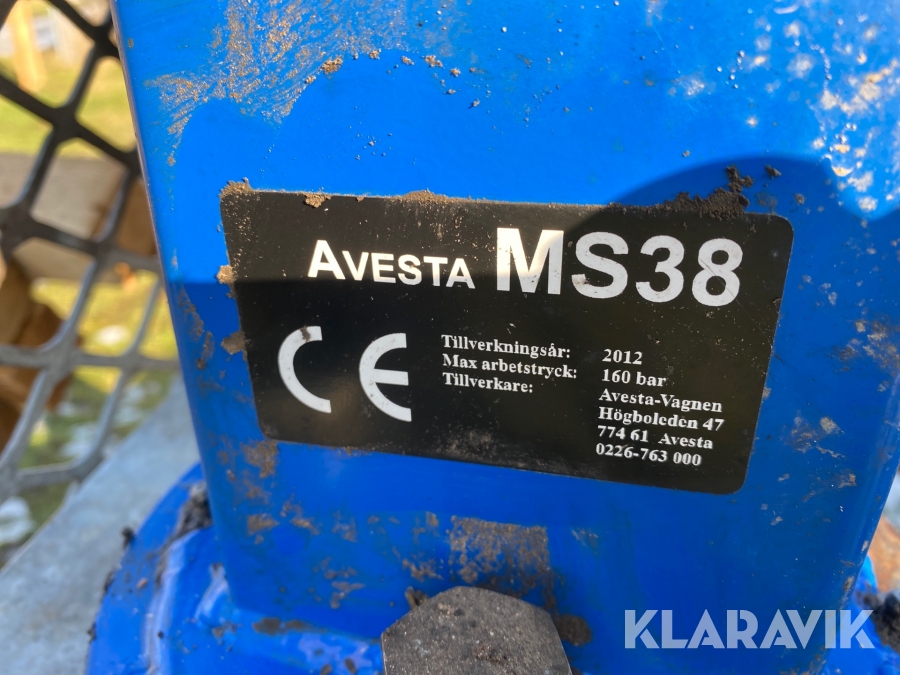 AVESTA MS38
CE
Tillverkningsår: 2012
Max arbetstryck: 160 bar
Tillverkare: Avesta-Vagnen
Högboleden 47
774 61 Avesta
0226-763 000
KLARAVIK